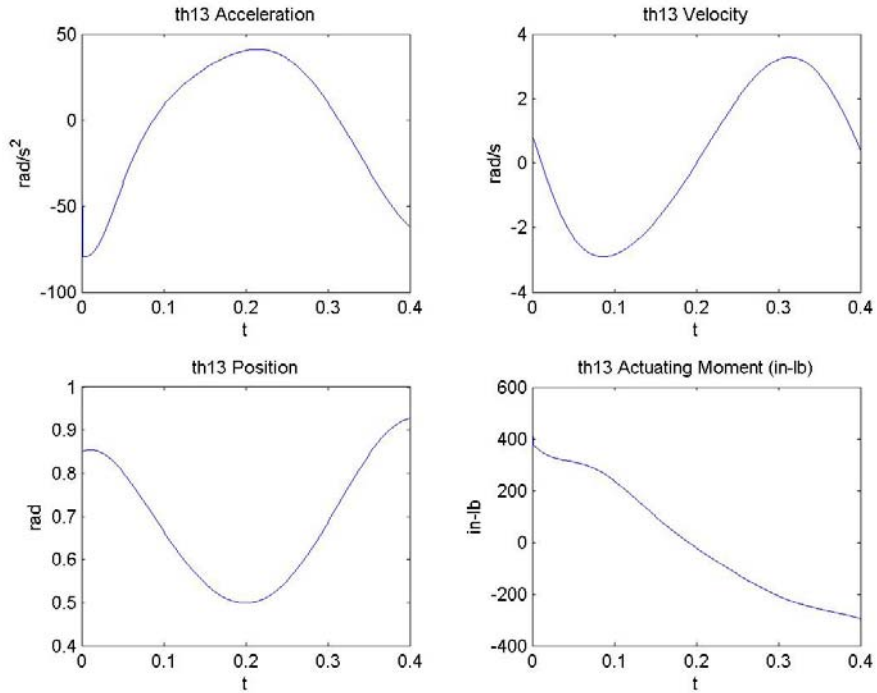 th13 Acceleration
50
0
-50
-100
rad/s²
0 0.1 0.2 0.3 0.4
t
th13 Velocity
4
2
0
-2
-4
rad/s
0 0.1 0.2 0.3 0.4
t
th13 Position
1
0.9
0.8
0.7
0.6
0.5
0.4
rad
0 0.1 0.2 0.3 0.4
t
th13 Actuating Moment (in-lb)
600
400
200
0
-200
-400
in-lb
0 0.1 0.2 0.3 0.4
t